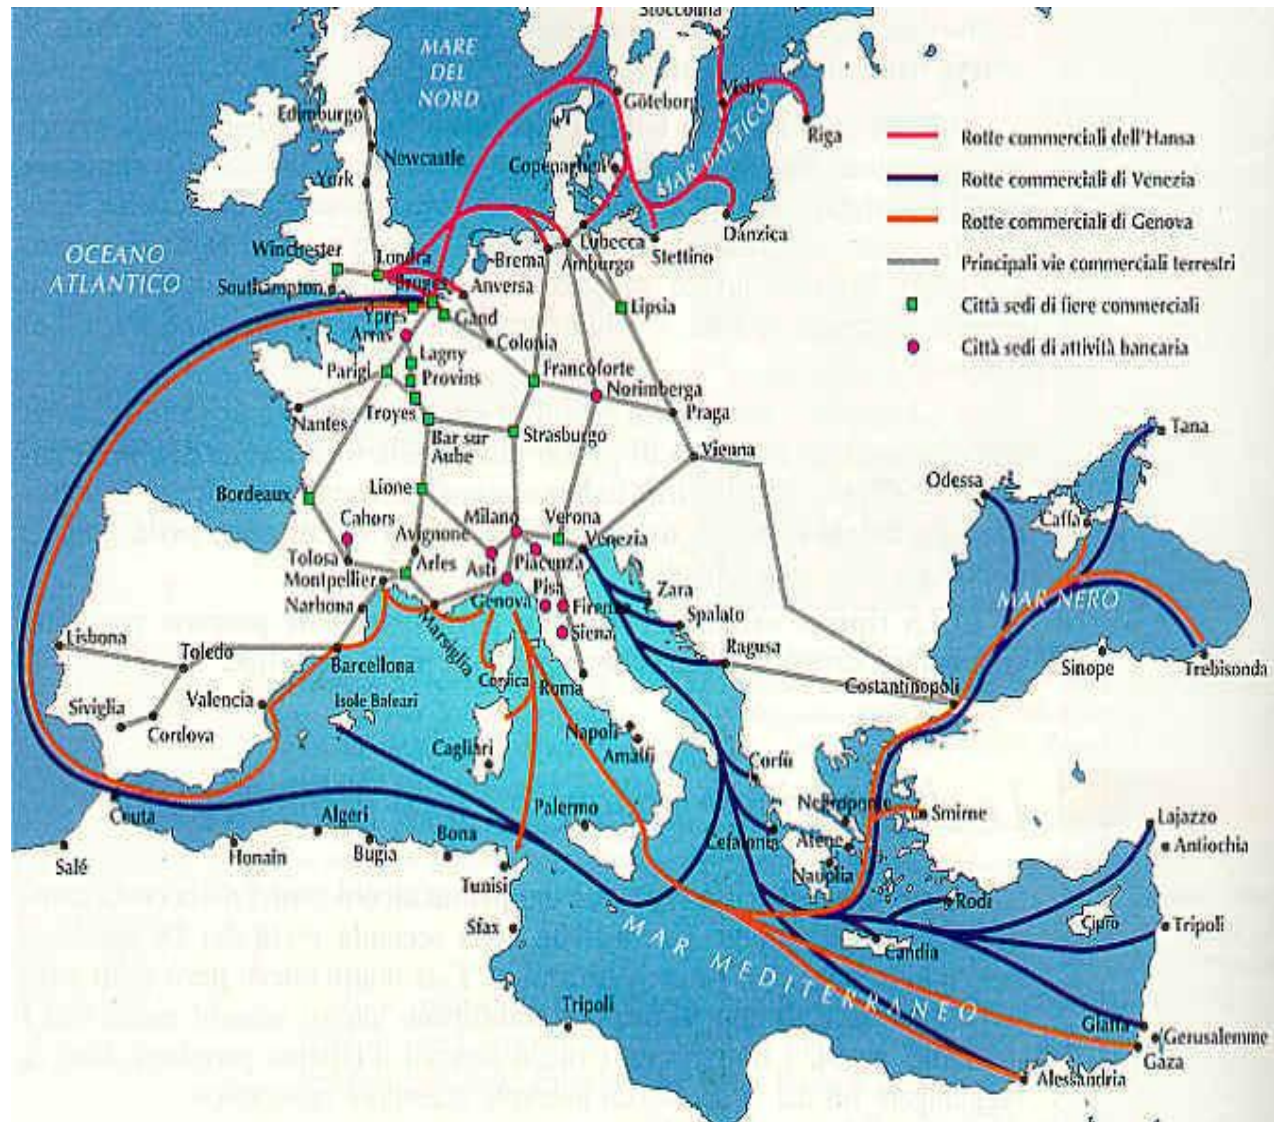 Stoccolma
MARE
DEL
NORD
Visby
Göteborg
Edimburgo
Riga
Newcastle
Copenaghen
York
MAR BALTICO
Rotte commerciali dell'Hansa
Rotte commerciali di Venezia
Rotte commerciali di Genova
Principali vie commerciali terrestri
Città sedi di fiere commerciali
Città sedi di attività bancaria
OCEANO
ATLANTICO
Winchester
Londra
Lubecca
Danzica
Brema
Amburgo
Stettino
Southampton
Bruges
Anversa
Ypres
Gand
Lipsia
Arras
Colonia
Lagny
Parigi
Provins
Francoforte
Norimberga
Nantes
Troyes
Praga
Bar sur
Aube
Strasburgo
Vienna
Tana
Bordeaux
Lione
Odessa
Cahors
Milano
Verona
Caffa
Avignone
Venezia
Tolosa
Arles
Asti
Piacenza
Montpellier
Pisa
Zara
MAR NERO
Narbona
Genova
Firenze
Spalato
Marsiglia
Siena
Lisbona
Toledo
Ragusa
Barcellona
Corsica
Roma
Costantinopoli
Sinope
Trebisonda
Siviglia
Valencia
Isole Baleari
Cordova
Napoli
Amalfi
Cagliari
Corfù
Ceuta
Algeri
Palermo
Negroponte
Smirne
Lajazzo
Bona
Cefalonia
Atene
Antiochia
Salé
Honain
Bugia
Tunisi
Nauplia
Rodi
Sfax
Cipro
Tripoli
Candia
MAR MEDITERRANEO
Tripoli
Giaffa
Gerusalemme
Gaza
Alessandria